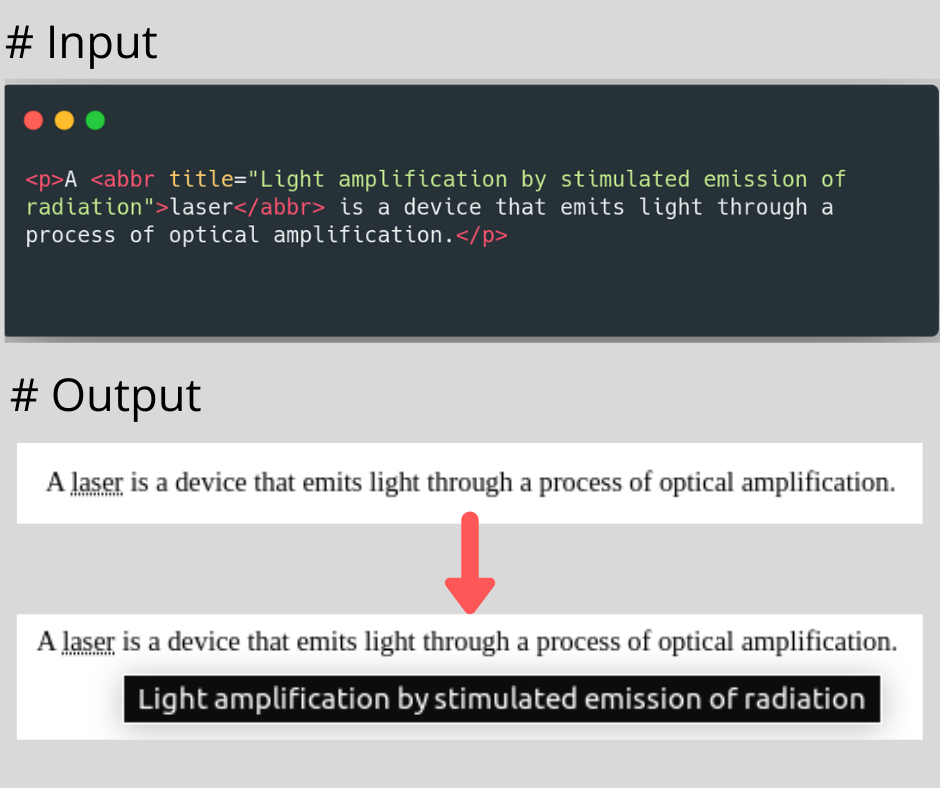 # Input
<p>A <abbr title="Light amplification by stimulated emission of
radiation">laser</abbr> is a device that emits light through a
process of optical amplification.</p>
# Output
A laser is a device that emits light through a process of optical amplification.
A laser is a device that emits light through a process of optical amplification.
Light amplification by stimulated emission of radiation